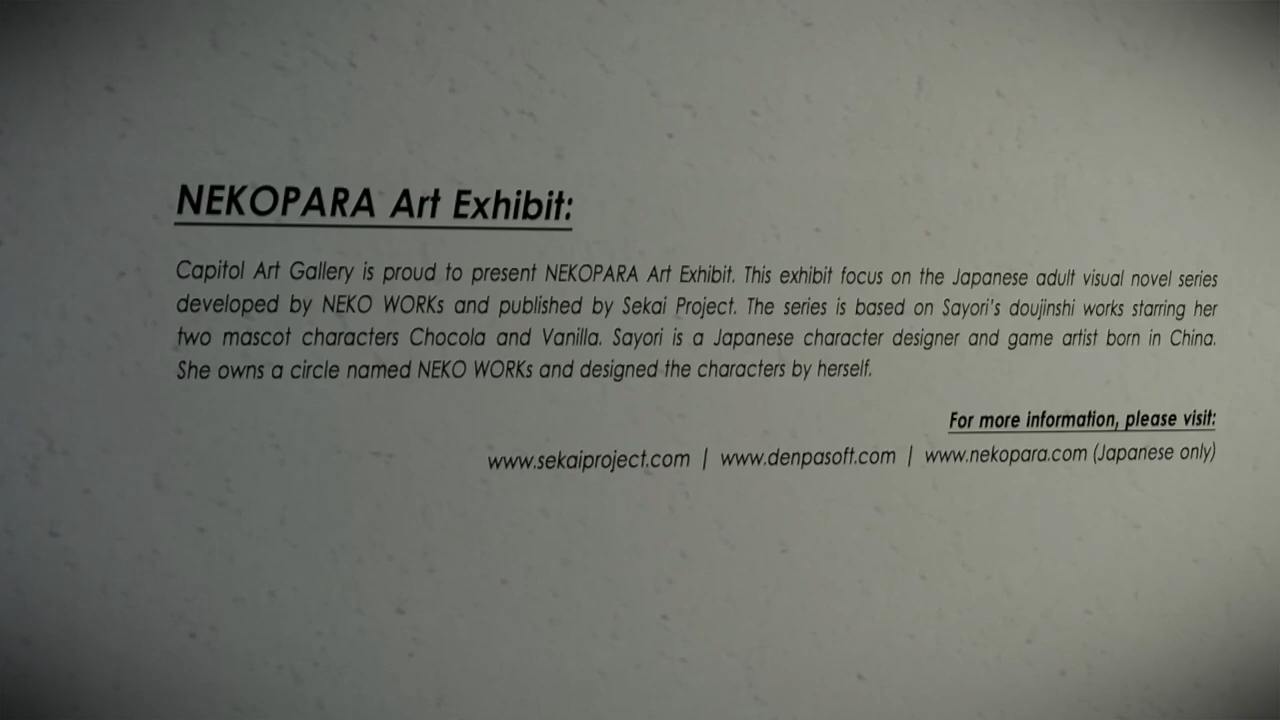 NEKOPARA Art Exhibit:
Capitol Art Gallery is proud to present NEKOPARA Art Exhibit. This exhibit focus on the Japanese adult visual novel series
developed by NEKO WORKs and published by Sekai Project. The series is based on Sayori's doujinshi works starring her
two mascot characters Chocola and Vanilla. Sayori is a Japanese character designer and game artist born in China.
She owns a circle named NEKO WORKs and designed the characters by herself.
For more information, please visit:
www.sekaiproject.com | www.denpasoft.com | www.nekopara.com (Japanese only)